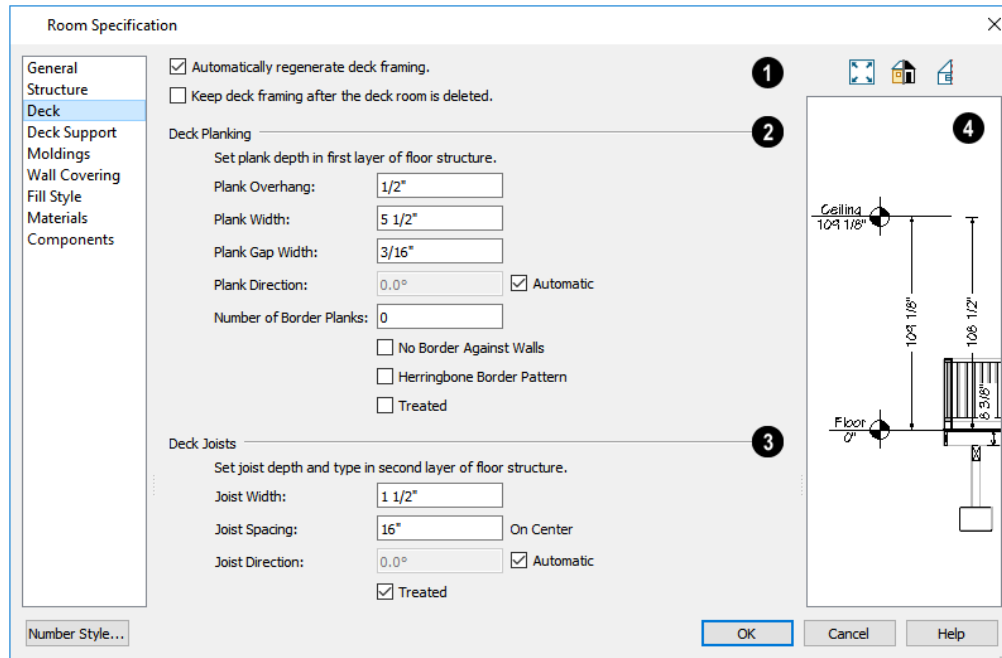 Room Specification
General
Structure
Deck
Deck Support
Moldings
Wall Covering
Fill Style
Materials
Components
Automatically regenerate deck framing.
1
Keep deck framing after the deck room is deleted.
Deck Planking
2
Set plank depth in first layer of floor structure.
Plank Overhang: 1/2"
Plank Width: 5 1/2"
Plank Gap Width: 3/16"
Plank Direction: 0.0° Automatic
Number of Border Planks: 0
No Border Against Walls
Herringbone Border Pattern
Treated
Deck Joists
3
Set joist depth and type in second layer of floor structure.
Joist Width: 1 1/2"
Joist Spacing: 16" On Center
Joist Direction: 0.0° Automatic
Treated
4
Ceiling
109 1/8"
109 1/8"
108 1/2"
8 3/8"
Floor
0"
Number Style...
OK
Cancel
Help